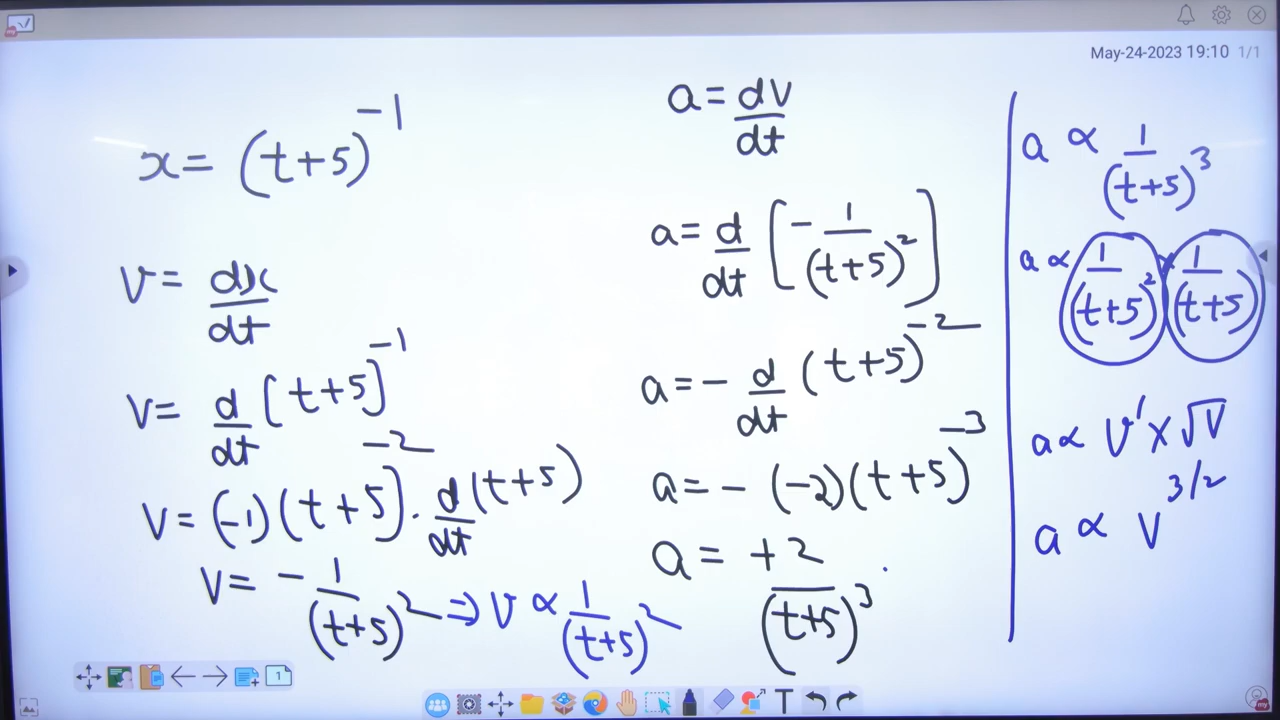 May-24-2023 19:10 1/1
x = (t+5)^-1
v = dx/dt
v = d/dt [t+5]^-1
v = (-1)(t+5]^-2 . d/dt (t+5)
v = - 1/(t+5)^2 ⇒ v ∝ 1/(t+5)^2
a = dv/dt
a = d/dt [- 1/(t+5)^2]
a = - d/dt (t+5)^-2
a = - (-2)(t+5)^-3
a = +2/(t+5)^3
a ∝ 1/(t+5)^3
a ∝ 1/(t+5)^2 × 1/(t+5)
a ∝ v^1 × √v
a ∝ v^3/2
1
T